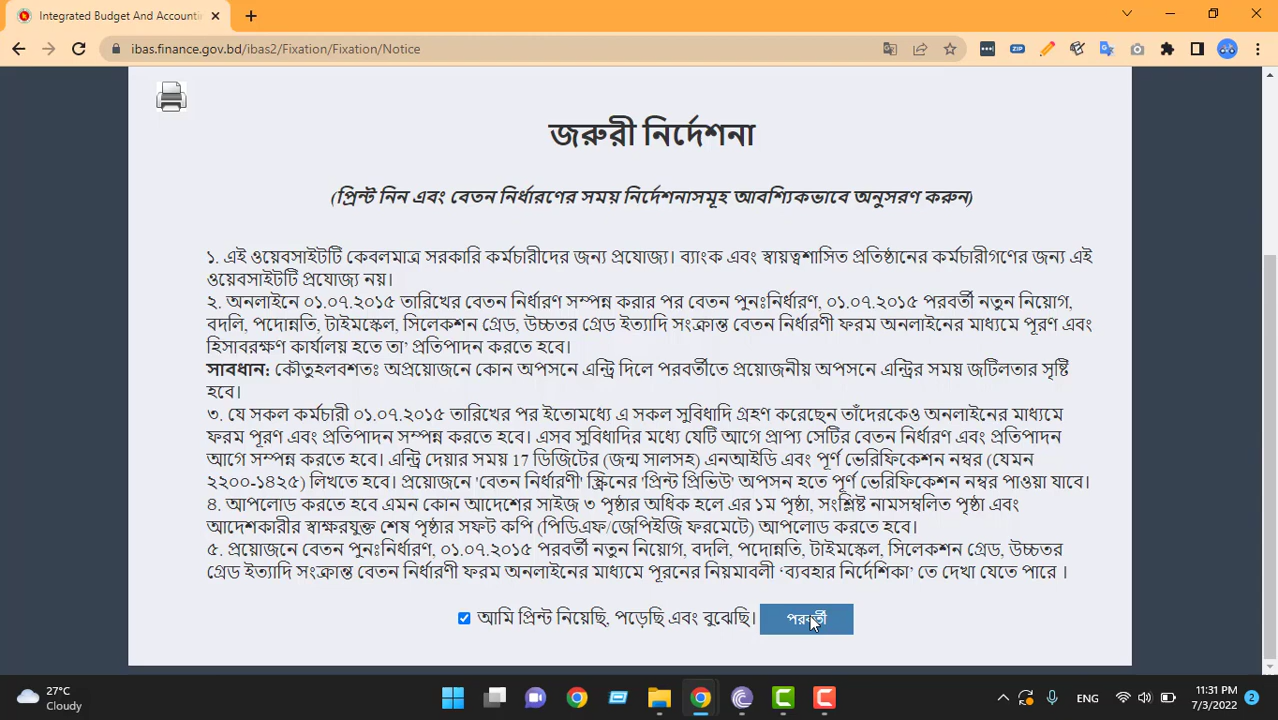 Integrated Budget And Accounti
ibas.finance.gov.bd/ibas2/Fixation/Fixation/Notice
ZIP
জরুরী নির্দেশনা
(প্রিন্ট নিন এবং বেতন নির্ধারণের সময় নির্দেশনাসমূহ আবশ্যিকভাবে অনুসরণ করুন)
১. এই ওয়েবসাইটটি কেবলমাত্র সরকারি কর্মচারীদের জন্য প্রযোজ্য। ব্যাংক এবং স্বায়ত্বশাসিত প্রতিষ্ঠানের কর্মচারীগণের জন্য এই
ওয়েবসাইটটি প্রযোজ্য নয়।
২. অনলাইনে ০১.০৭.২০১৫ তারিখের বেতন নির্ধারণ সম্পন্ন করার পর বেতন পুনঃনির্ধারণ, ০১.০৭.২০১৫ পরবর্তী নতুন নিয়োগ,
বদলি, পদোন্নতি, টাইমস্কেল, সিলেকশন গ্রেড, উচ্চতর গ্রেড ইত্যাদি সংক্রান্ত বেতন নির্ধারণী ফরম অনলাইনের মাধ্যমে পূরণ এবং
হিসাবরক্ষণ কার্যালয় হতে তা’ প্রতিপাদন করতে হবে।
সাবধান: কৌতুহলবশতঃ অপ্রয়োজনে কোন অপসনে এন্ট্রি দিলে পরবর্তীতে প্রয়োজনীয় অপসনে এন্ট্রির সময় জটিলতার সৃষ্টি
হবে।
৩. যে সকল কর্মচারী ০১.০৭.২০১৫ তারিখের পর ইতোমধ্যে এ সকল সুবিধাদি গ্রহণ করেছেন তাঁদেরকেও অনলাইনের মাধ্যমে
ফরম পূরণ এবং প্রতিপাদন সম্পন্ন করতে হবে। এসব সুবিধাদির মধ্যে যেটি আগে প্রাপ্য সেটির বেতন নির্ধারণ এবং প্রতিপাদন
আগে সম্পন্ন করতে হবে। এন্ট্রি দেয়ার সময় 17 ডিজিটের (জন্ম সালসহ) এনআইডি এবং পূর্ণ ভেরিফিকেশন নম্বর (যেমন
২২০০-১৪২৫) লিখতে হবে। প্রয়োজনে 'বেতন নির্ধারণী' স্ক্রিনের 'প্রিন্ট প্রিভিউ' অপসন হতে পূর্ণ ভেরিফিকেশন নম্বর পাওয়া যাবে।
৪. আপলোড করতে হবে এমন কোন আদেশের সাইজ ৩ পৃষ্ঠার অধিক হলে এর ১ম পৃষ্ঠা, সংশ্লিষ্ট নামসম্বলিত পৃষ্ঠা এবং
আদেশকারীর স্বাক্ষরযুক্ত শেষ পৃষ্ঠার সফট কপি (পিডিএফ/জেপিইজি ফরমেটে) আপলোড করতে হবে।
৫. প্রয়োজনে বেতন পুনঃনির্ধারণ, ০১.০৭.২০১৫ পরবর্তী নতুন নিয়োগ, বদলি, পদোন্নতি, টাইমস্কেল, সিলেকশন গ্রেড, উচ্চতর
গ্রেড ইত্যাদি সংক্রান্ত বেতন নির্ধারণী ফরম অনলাইনের মাধ্যমে পূরনের নিয়মাবলী ‘ব্যবহার নির্দেশিকা’ তে দেখা যেতে পারে ।
আমি প্রিন্ট নিয়েছি, পড়েছি এবং বুঝেছি। পরবর্তী
27°C
Cloudy
ENG
11:31 PM
7/3/2022
2